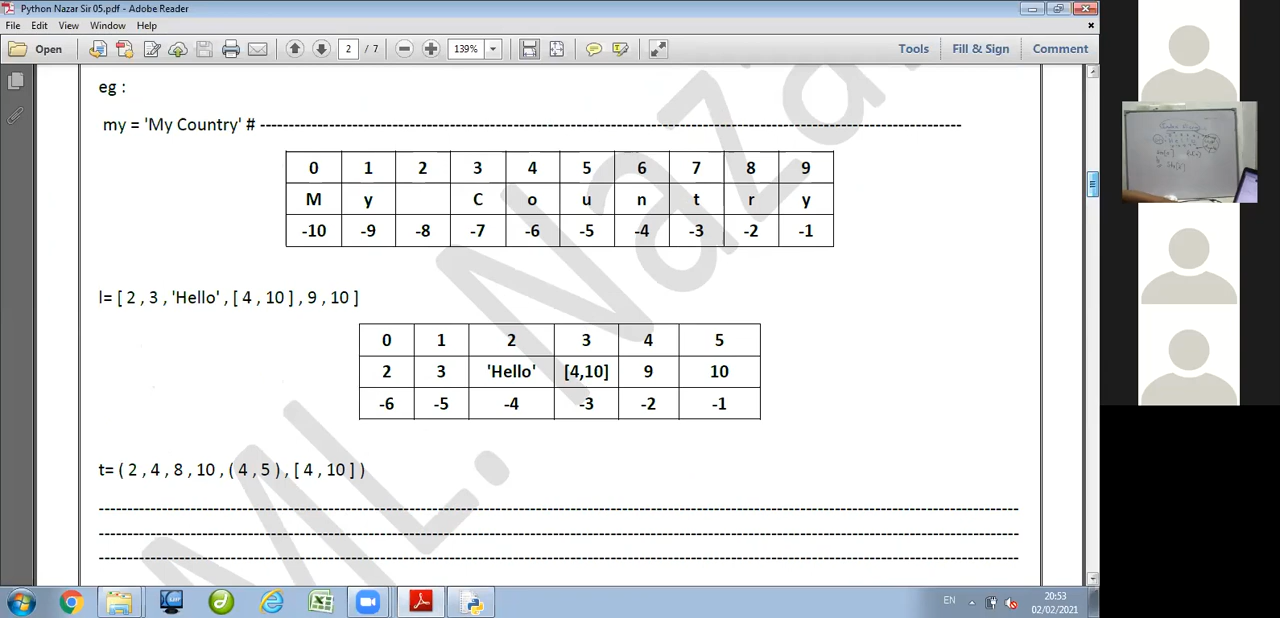 Python Nazar Sir 05.pdf - Adobe Reader
File Edit View Window Help
Open 2 / 7 139% Tools Fill & Sign Comment
eg :
my = 'My Country' # ------------------------------------------------------------
0 1 2 3 4 5 6 7 8 9
M y C o u n t r y
-10 -9 -8 -7 -6 -5 -4 -3 -2 -1
l= [ 2 , 3 , 'Hello' , [ 4 , 10 ] , 9 , 10 ]
0 1 2 3 4 5
2 3 'Hello' [4,10] 9 10
-6 -5 -4 -3 -2 -1
t= ( 2 , 4 , 8 , 10 , ( 4 , 5 ) , [ 4 , 10 ] )
ML. Naza
EN 20:53
02/02/2021